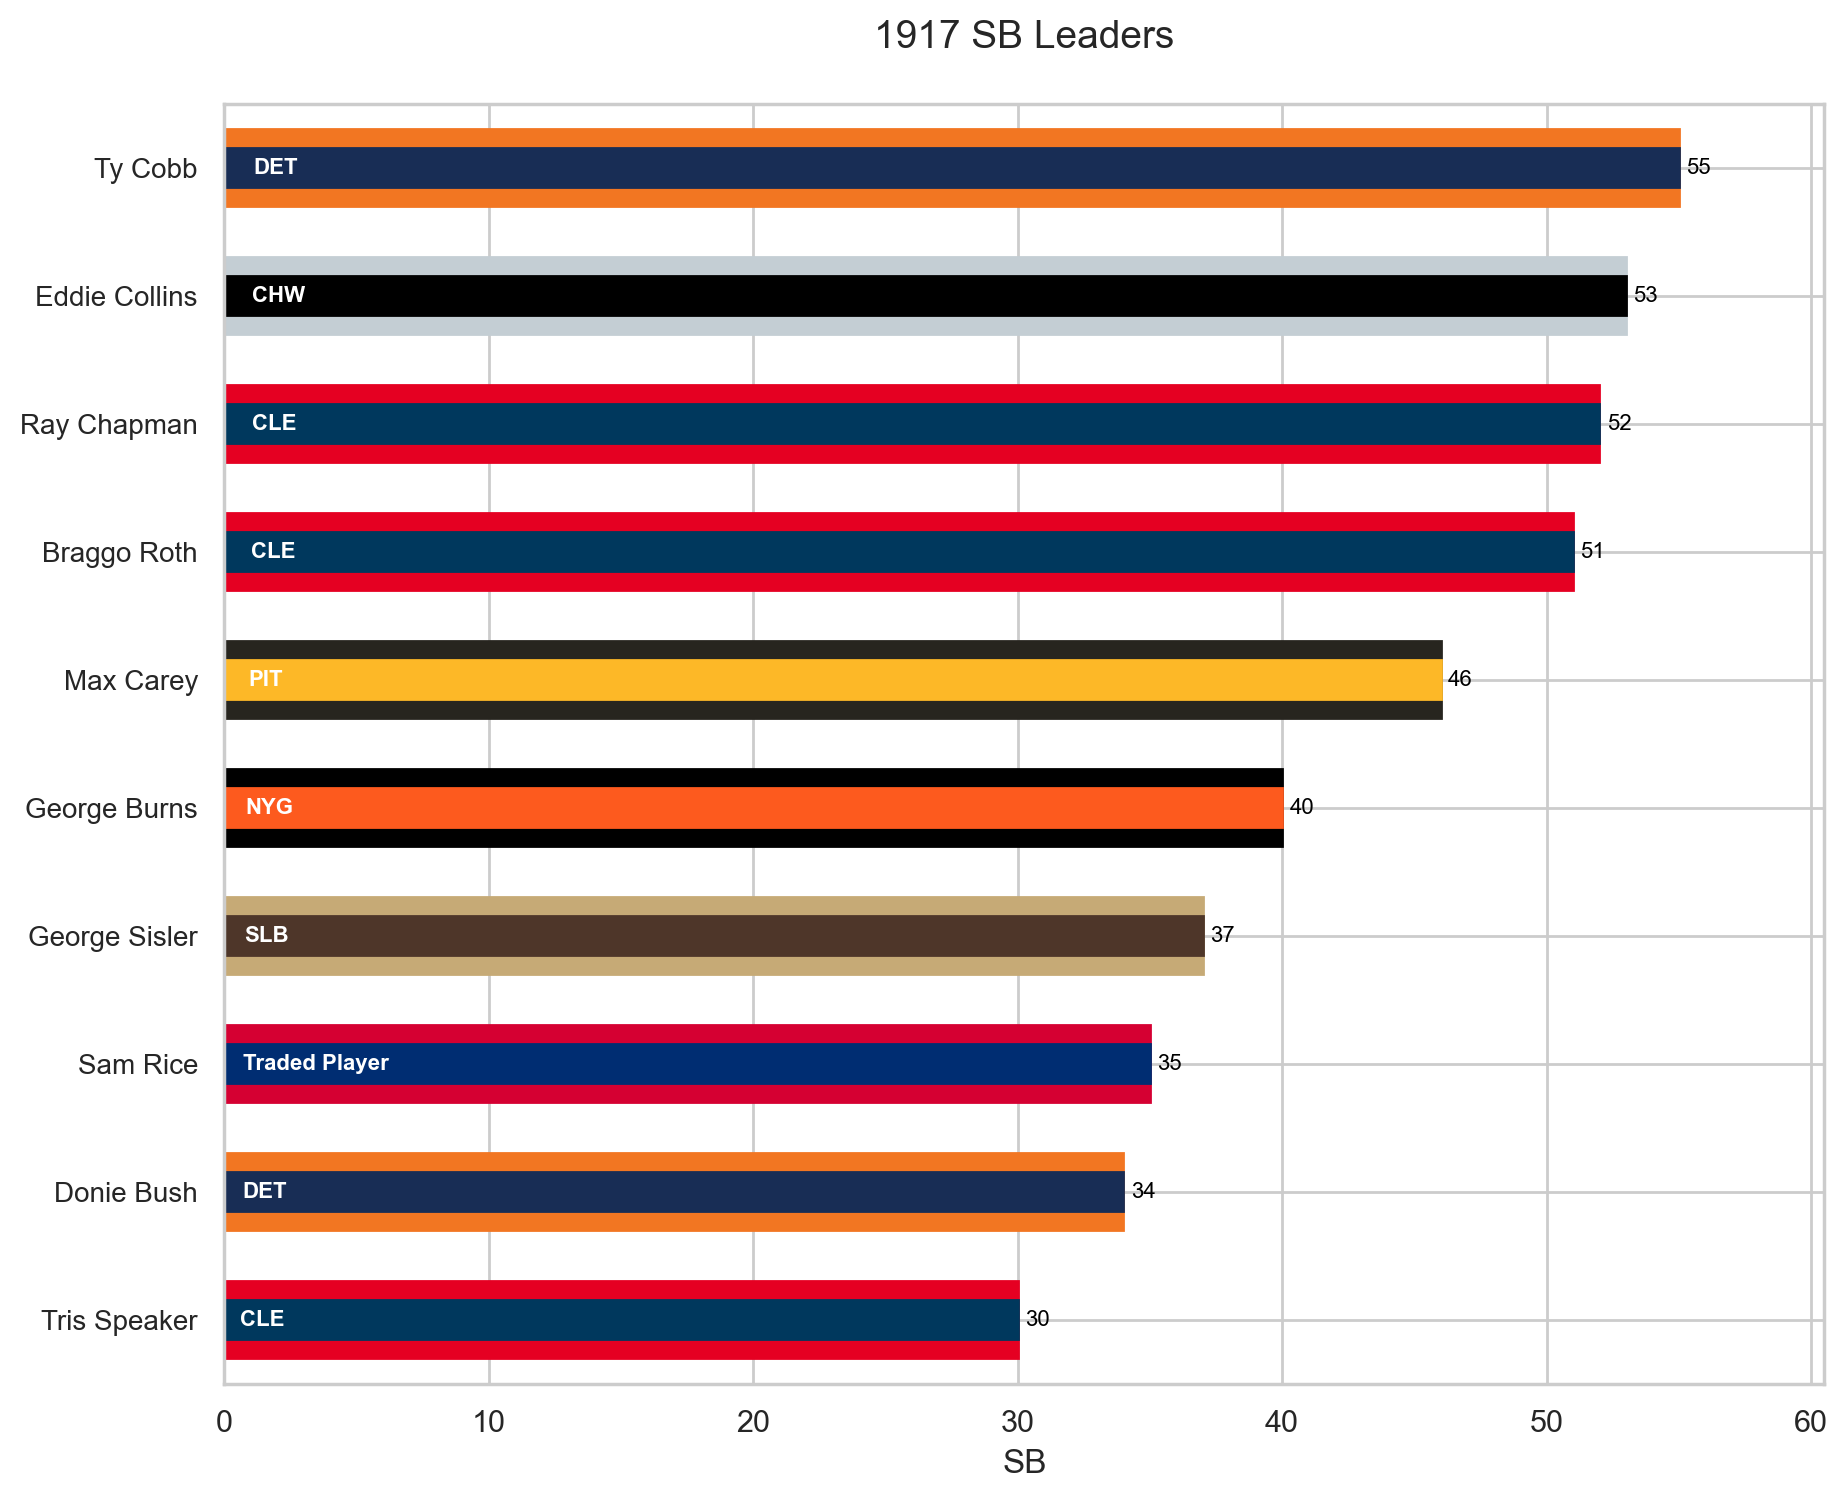 1917 SB Leaders
Ty Cobb DET 55
Eddie Collins CHW 53
Ray Chapman CLE 52
Braggo Roth CLE 51
Max Carey PIT 46
George Burns NYG 40
George Sisler SLB 37
Sam Rice Traded Player 35
Donie Bush DET 34
Tris Speaker CLE 30
0 10 20 30 40 50 60
SB